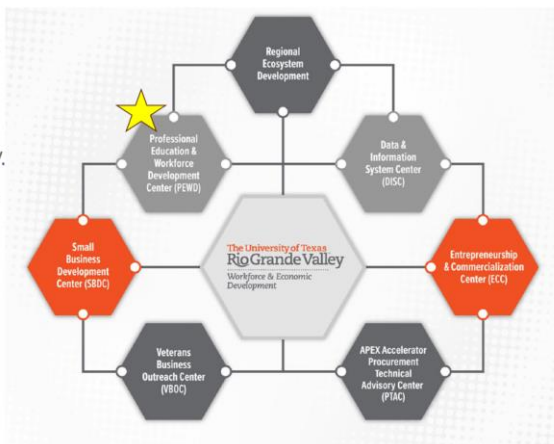 Regional
Ecosystem
Development
Professional
Education &
Workforce
Development
Center (PEWD)
Data &
Information
System Center
(DISC)
y.
Small
Business
Development
Center (SBDC)
The University of Texas
Rio Grande Valley
Workforce & Economic
Development
Entrepreneurship
& Commercialization
Center (ECC)
Veterans
Business
Outreach Center
(VBOC)
APEX Accelerator
Procurement
Technical
Advisory Center
(PTAC)